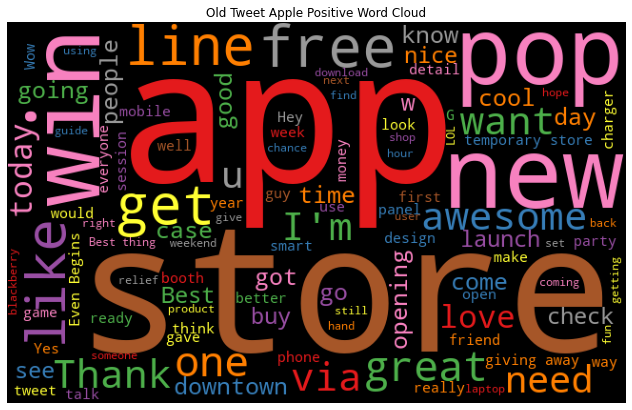 Old Tweet Apple Positive Word Cloud
using
Wow
going
people
line
free
know
nice
detail
pop
download
next
find
win
app
good
mobile
session
everyone
guide
today.
well
Hey
week
chance
w
look
shop
hour
cool
want
day
G
LOL
temporary store
charger
hope
new
money
u
would
get
case
year
guy
time
use
I'm
give
first
panel
user
awesome
back
like
right
Best thing
weekend
smart
design
launch
set
party
store
blackberry
Even Begins
relief
booth
got
go
opening
come
open
make
coming
getting
fun
game
ready
Best
product
better
buy
still
hand
love
check
friend
Yes
think
gave
someone
see
Thank
one
phone
via
great
really
laptop
giving away
way
need
tweet
talk
downtown